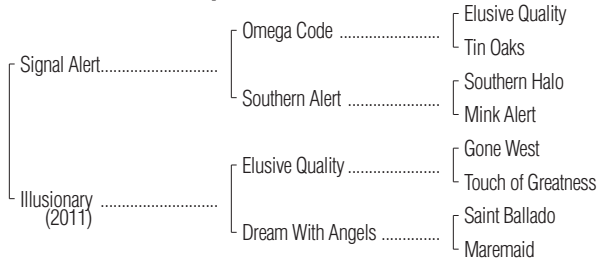 Elusive Quality
Omega Code ....................
Tin Oaks
Signal Alert........................
Southern Halo
Southern Alert ..................
Mink Alert
Gone West
Elusive Quality ..................
Touch of Greatness
Illusionary ........................
(2011)
Saint Ballado
Dream With Angels ............
Maremaid